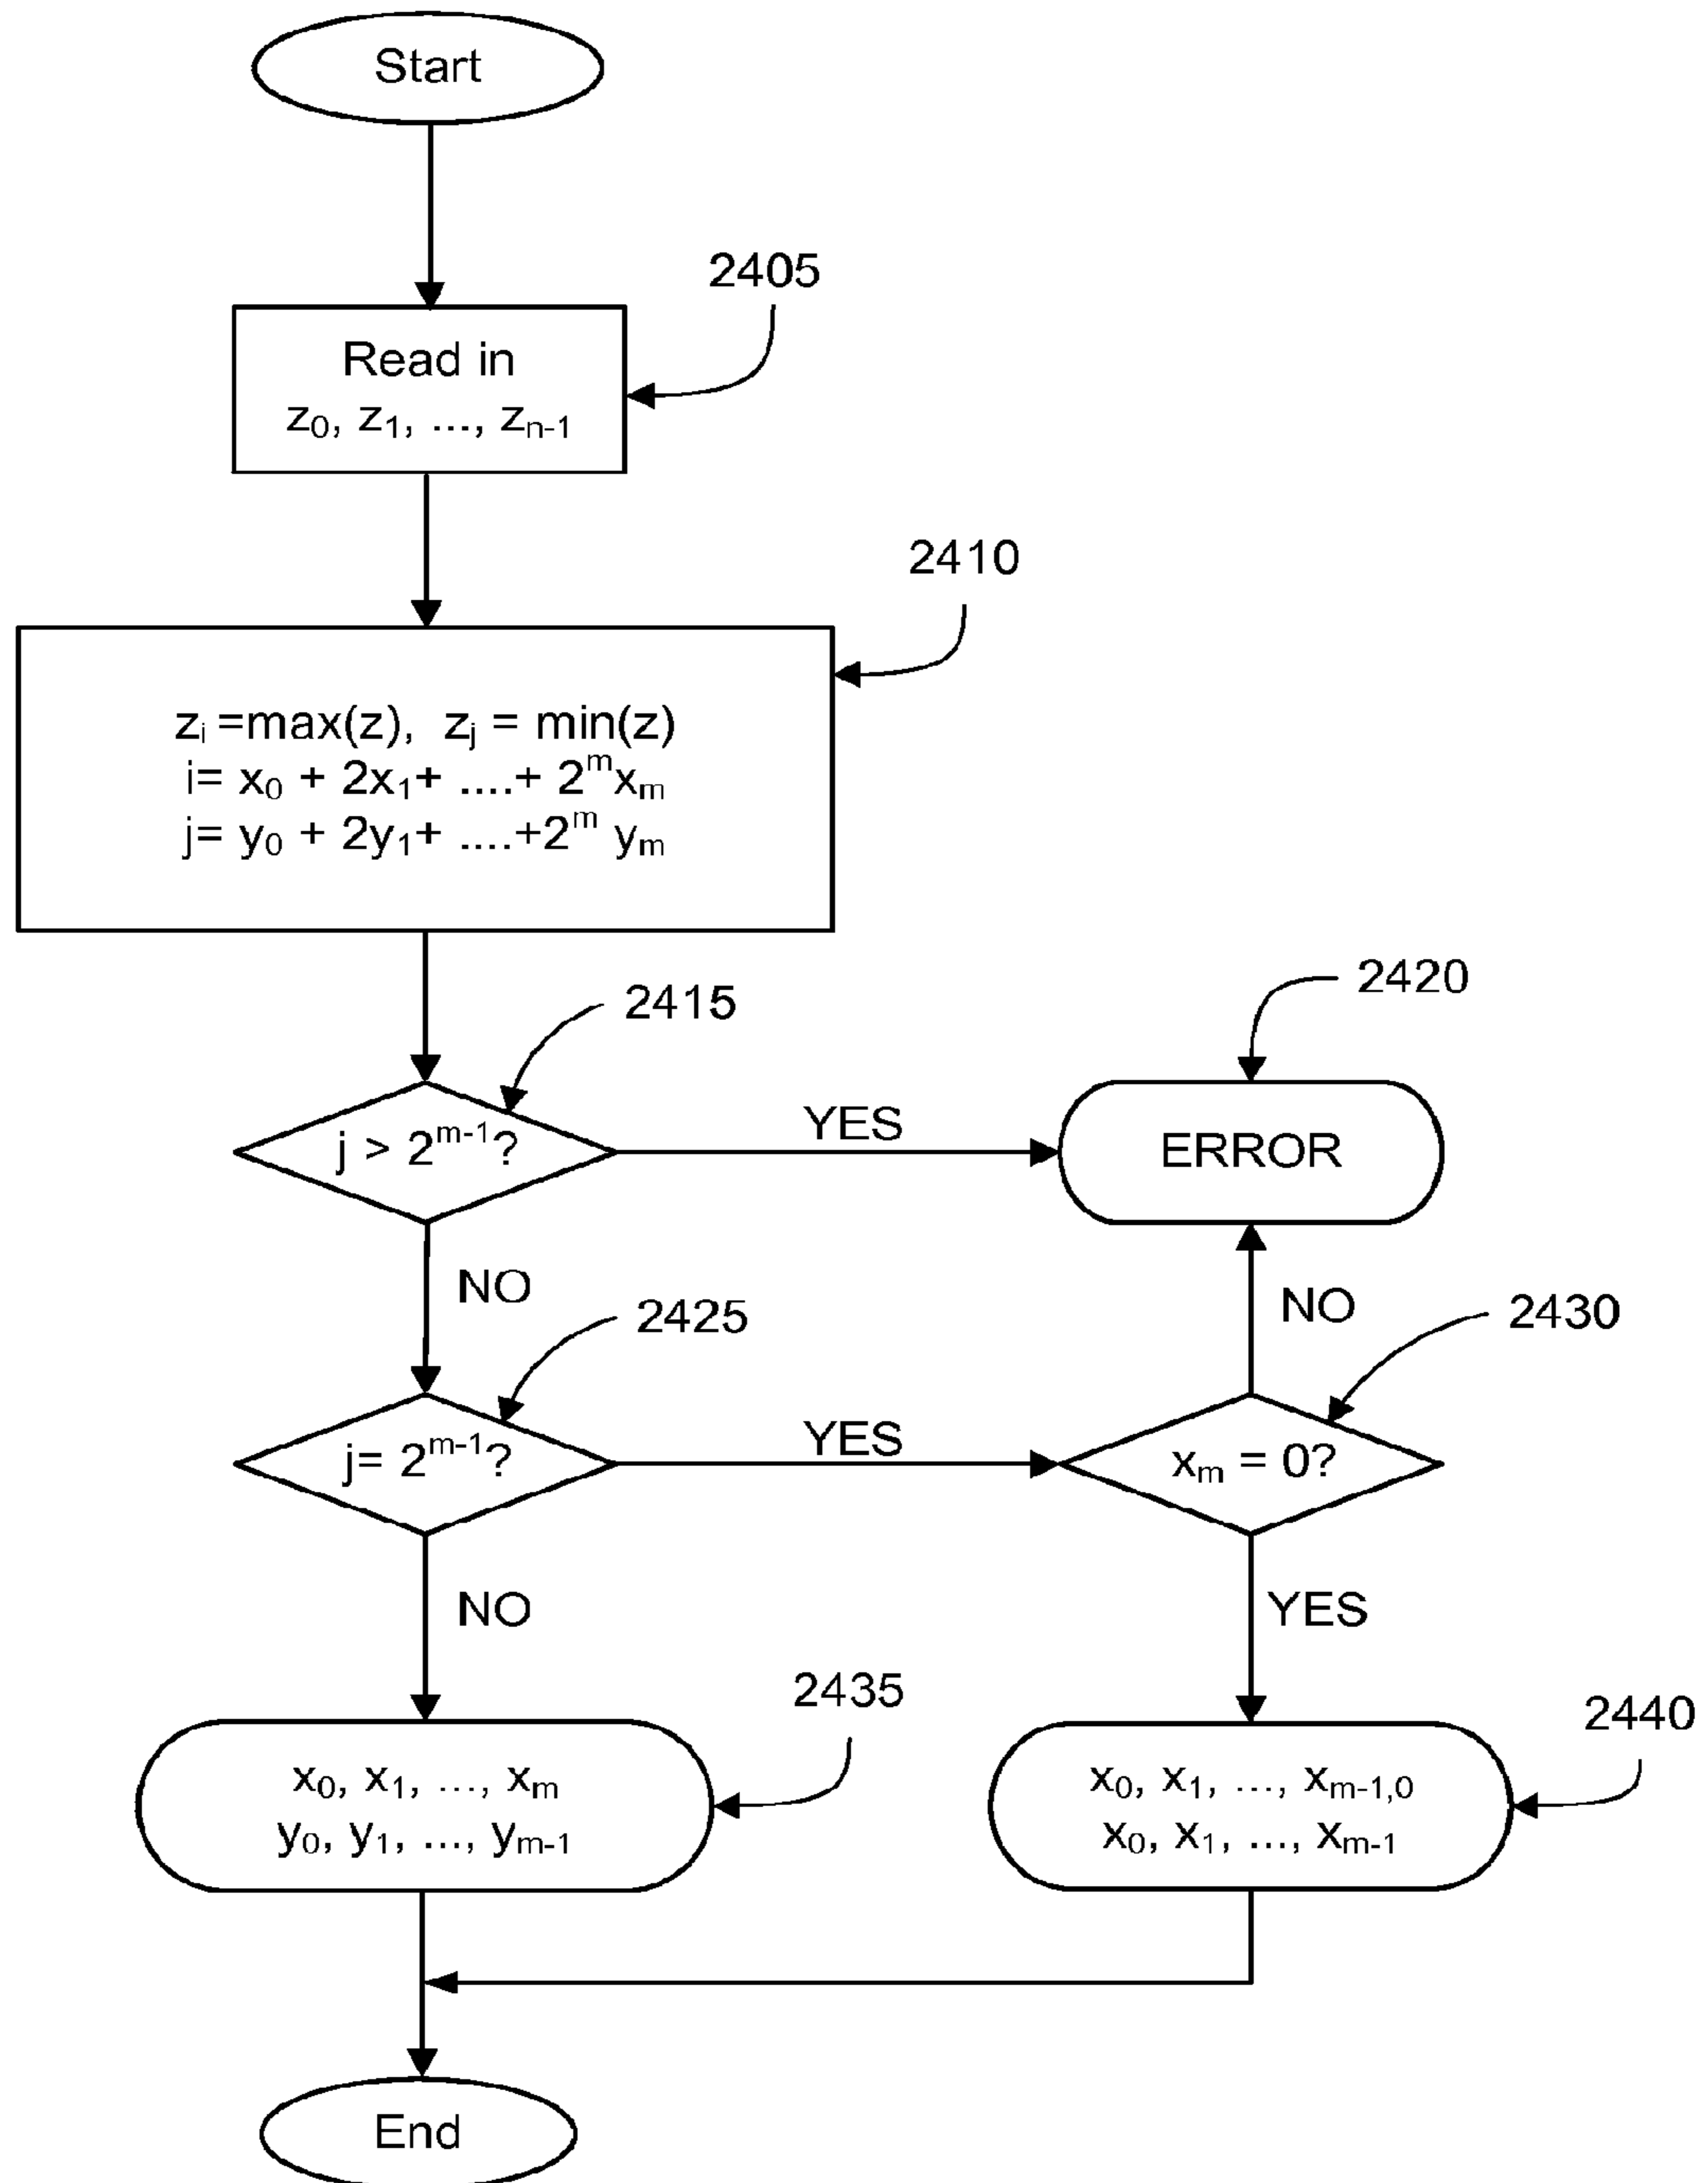 Start
2405
Read in
z₀, z₁, ..., zₙ₋₁
2410
zᵢ =max(z), zⱼ = min(z)
i= x₀ + 2x₁+ ....+ 2ᵐxₘ
j= y₀ + 2y₁+ ....+2ᵐ yₘ
2415
2420
j > 2ᵐ⁻¹?
YES
ERROR
NO
2425
NO
2430
j= 2ᵐ⁻¹?
YES
xₘ = 0?
NO
YES
2435
2440
x₀, x₁, ..., xₘ
y₀, y₁, ..., yₘ₋₁
x₀, x₁, ..., xₘ₋₁,₀
x₀, x₁, ..., xₘ₋₁
End